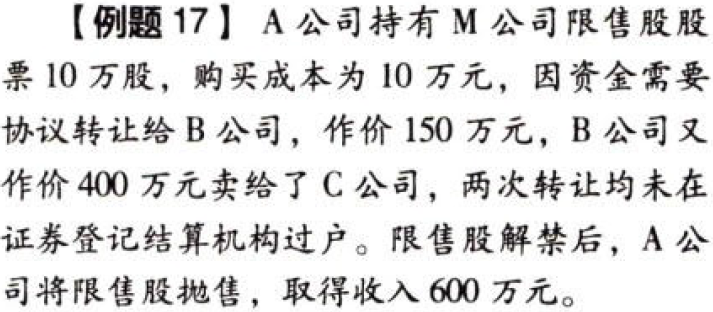 【例题 17】 A 公司持有 M 公司限售股股
票 10 万股，购买成本为 10 万元，因资金需要
协议转让给 B 公司，作价 150 万元，B 公司又
作价 400 万元卖给了 C 公司，两次转让均未在
证券登记结算机构过户。限售股解禁后，A 公
司将限售股抛售，取得收入 600 万元。